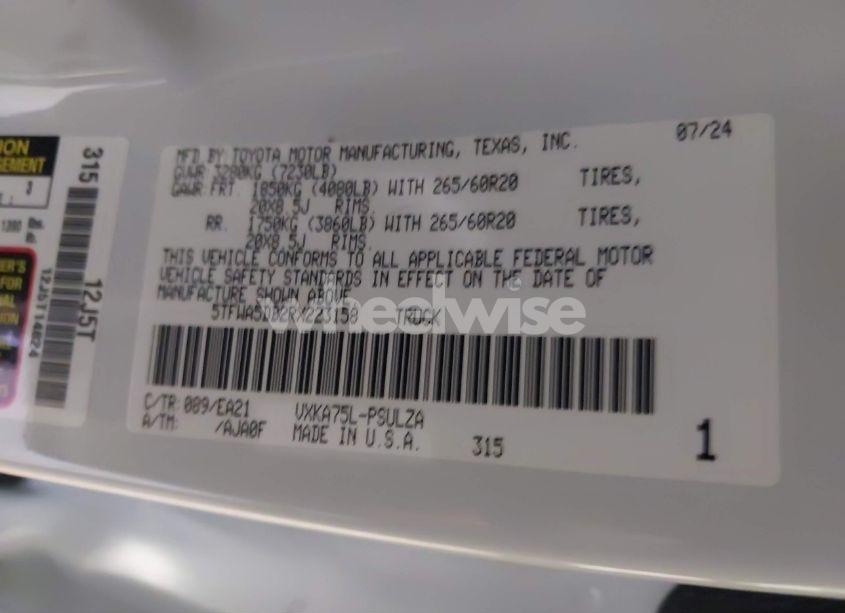 07/24
MFD. BY: TOYOTA MOTOR MANUFACTURING, TEXAS, INC.
GVWR 3280KG (7230LB)
GAWR: FRT. 1850KG (4080LB) WITH 265/60R20 TIRES,
20X8.5J RIMS.
RR. 1750KG (3860LB) WITH 265/60R20 TIRES,
20X8.5J RIMS.
THIS VEHICLE CONFORMS TO ALL APPLICABLE FEDERAL MOTOR
VEHICLE SAFETY STANDARDS IN EFFECT ON THE DATE OF
MANUFACTURE SHOWN ABOVE.
TRUCK
wheelwise
C/TR: 089/EA21 VXKA75L-PSULZA
A/TM: /AJA0F MADE IN U.S.A. 315
1
315 12J5T
12J5T14024